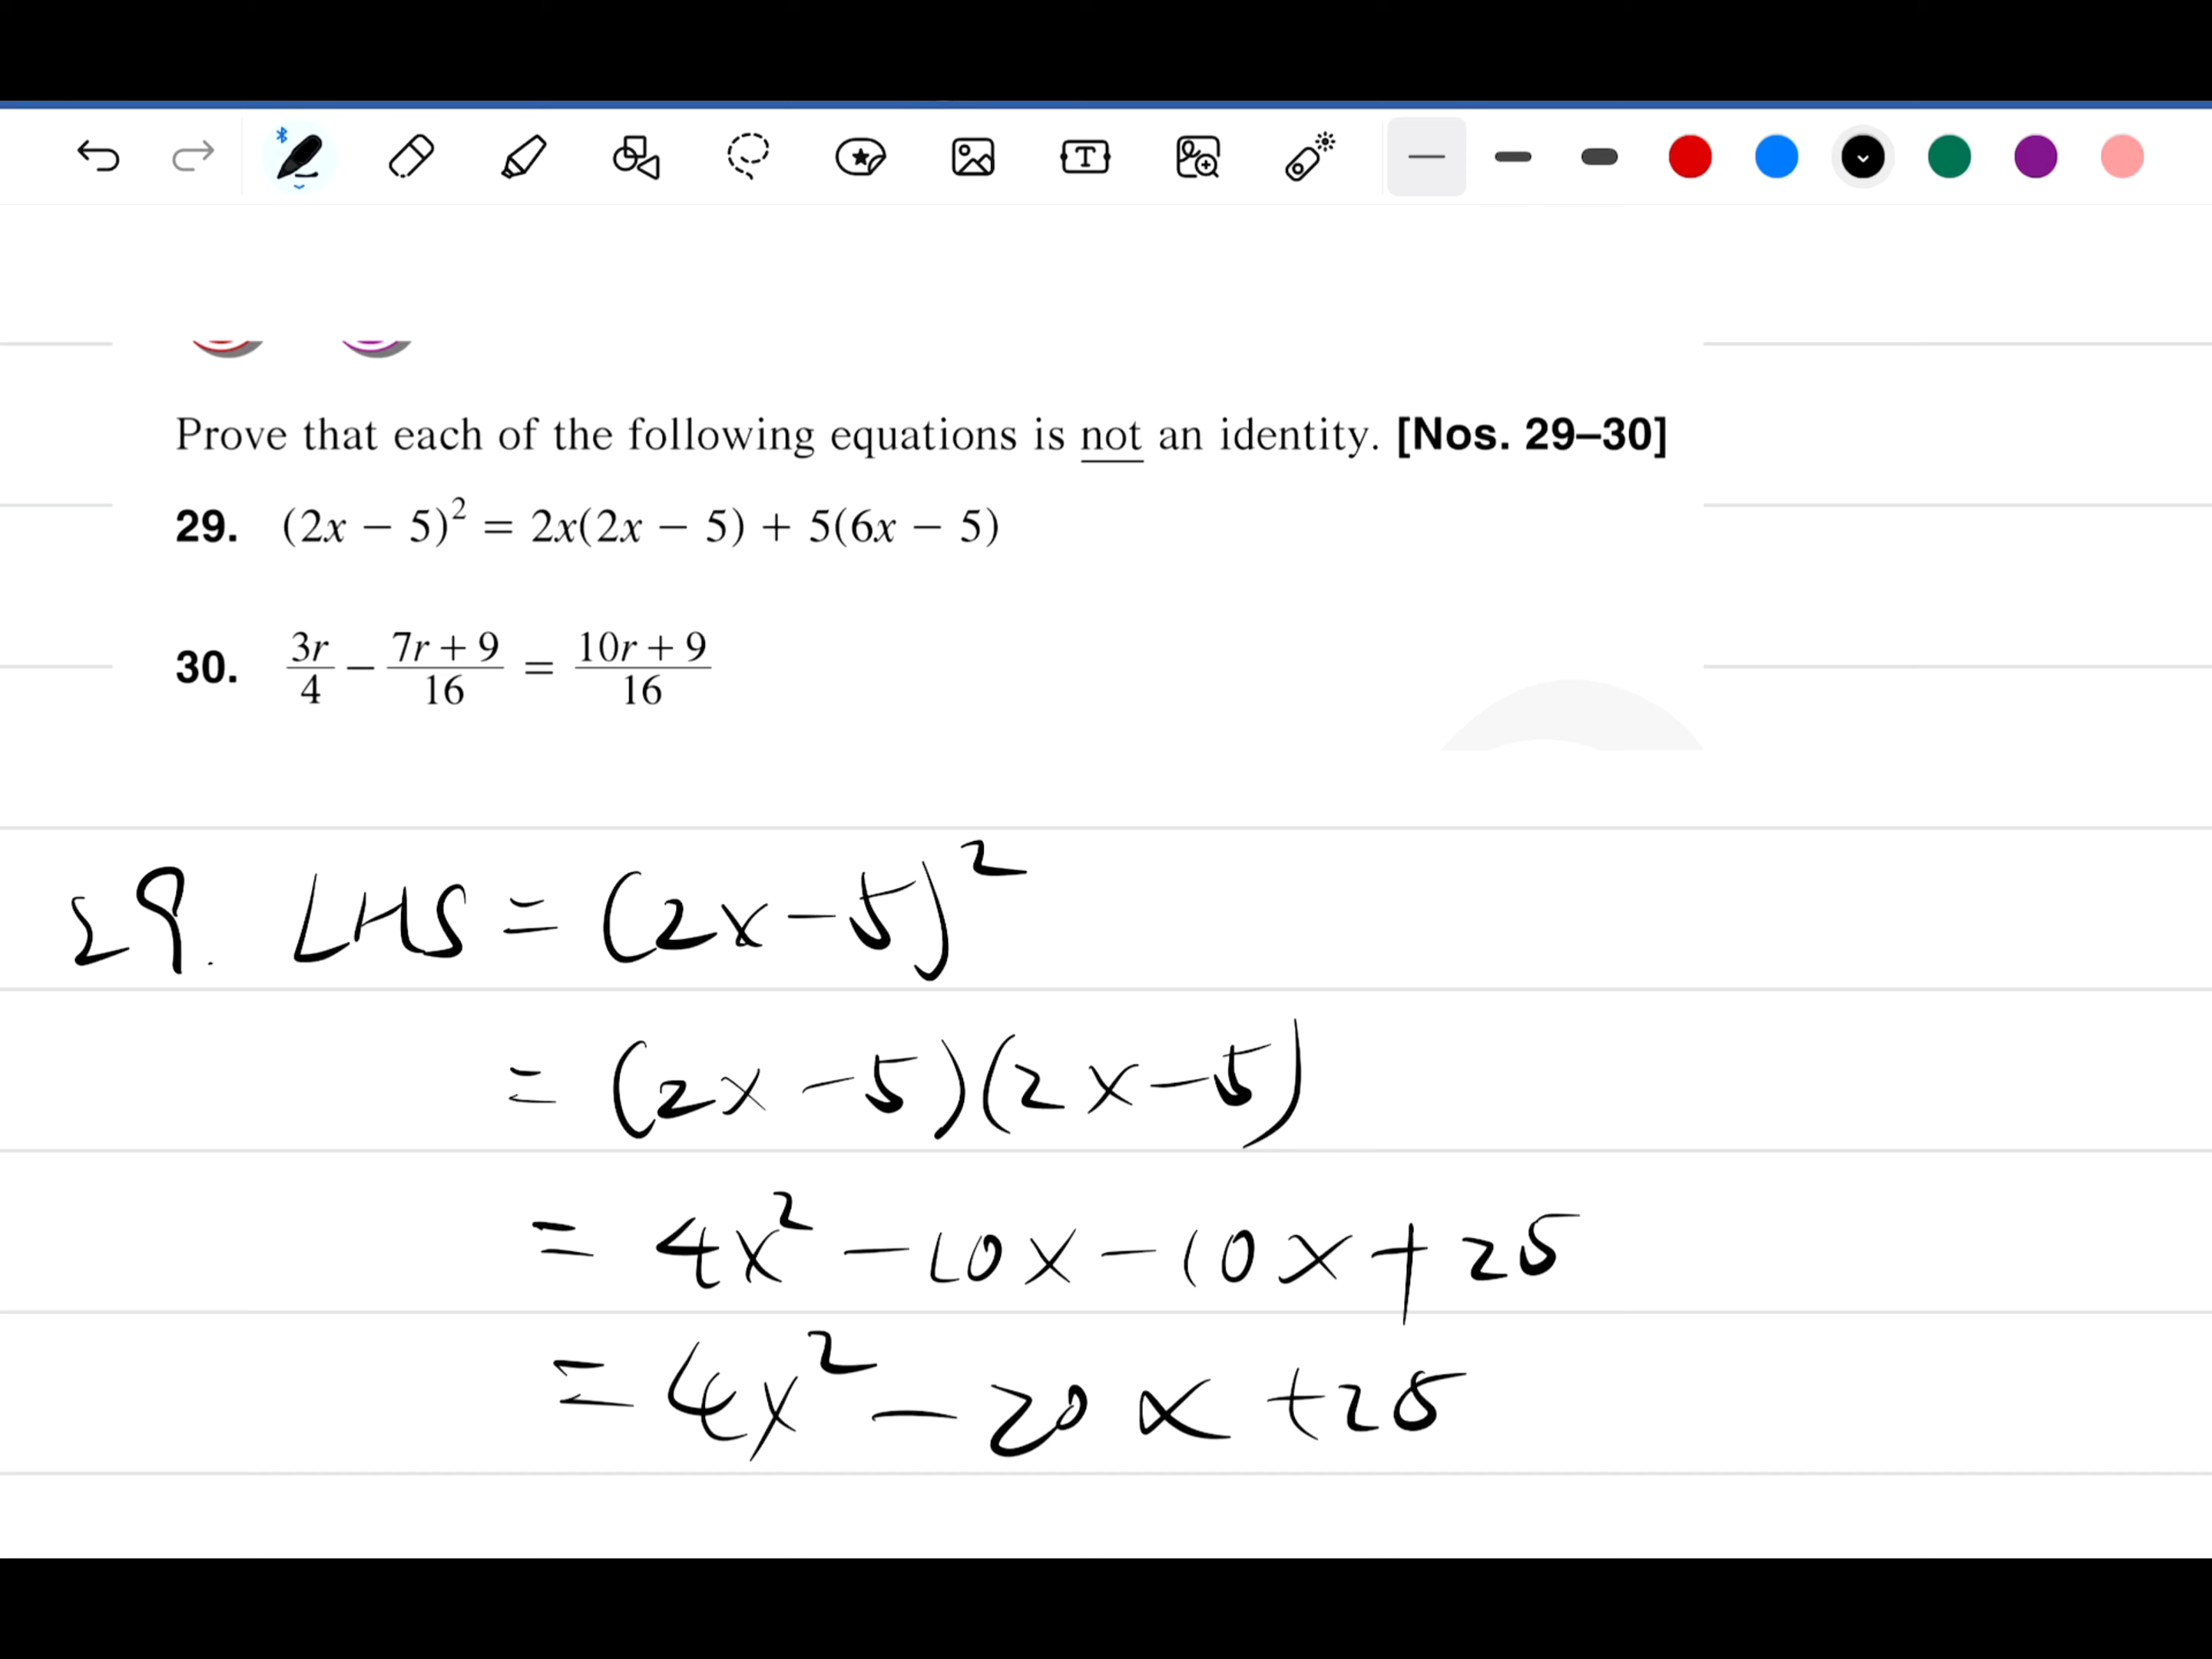 Prove that each of the following equations is not an identity. [Nos. 29–30]
29. (2x − 5)² = 2x(2x − 5) + 5(6x − 5)
30. 3r/4 − (7r + 9)/16 = (10r + 9)/16
29. LHS = (2x-5)²
= (2x-5)(2x-5)
= 4x² -10x -10x +25
= 4x² -20x +25